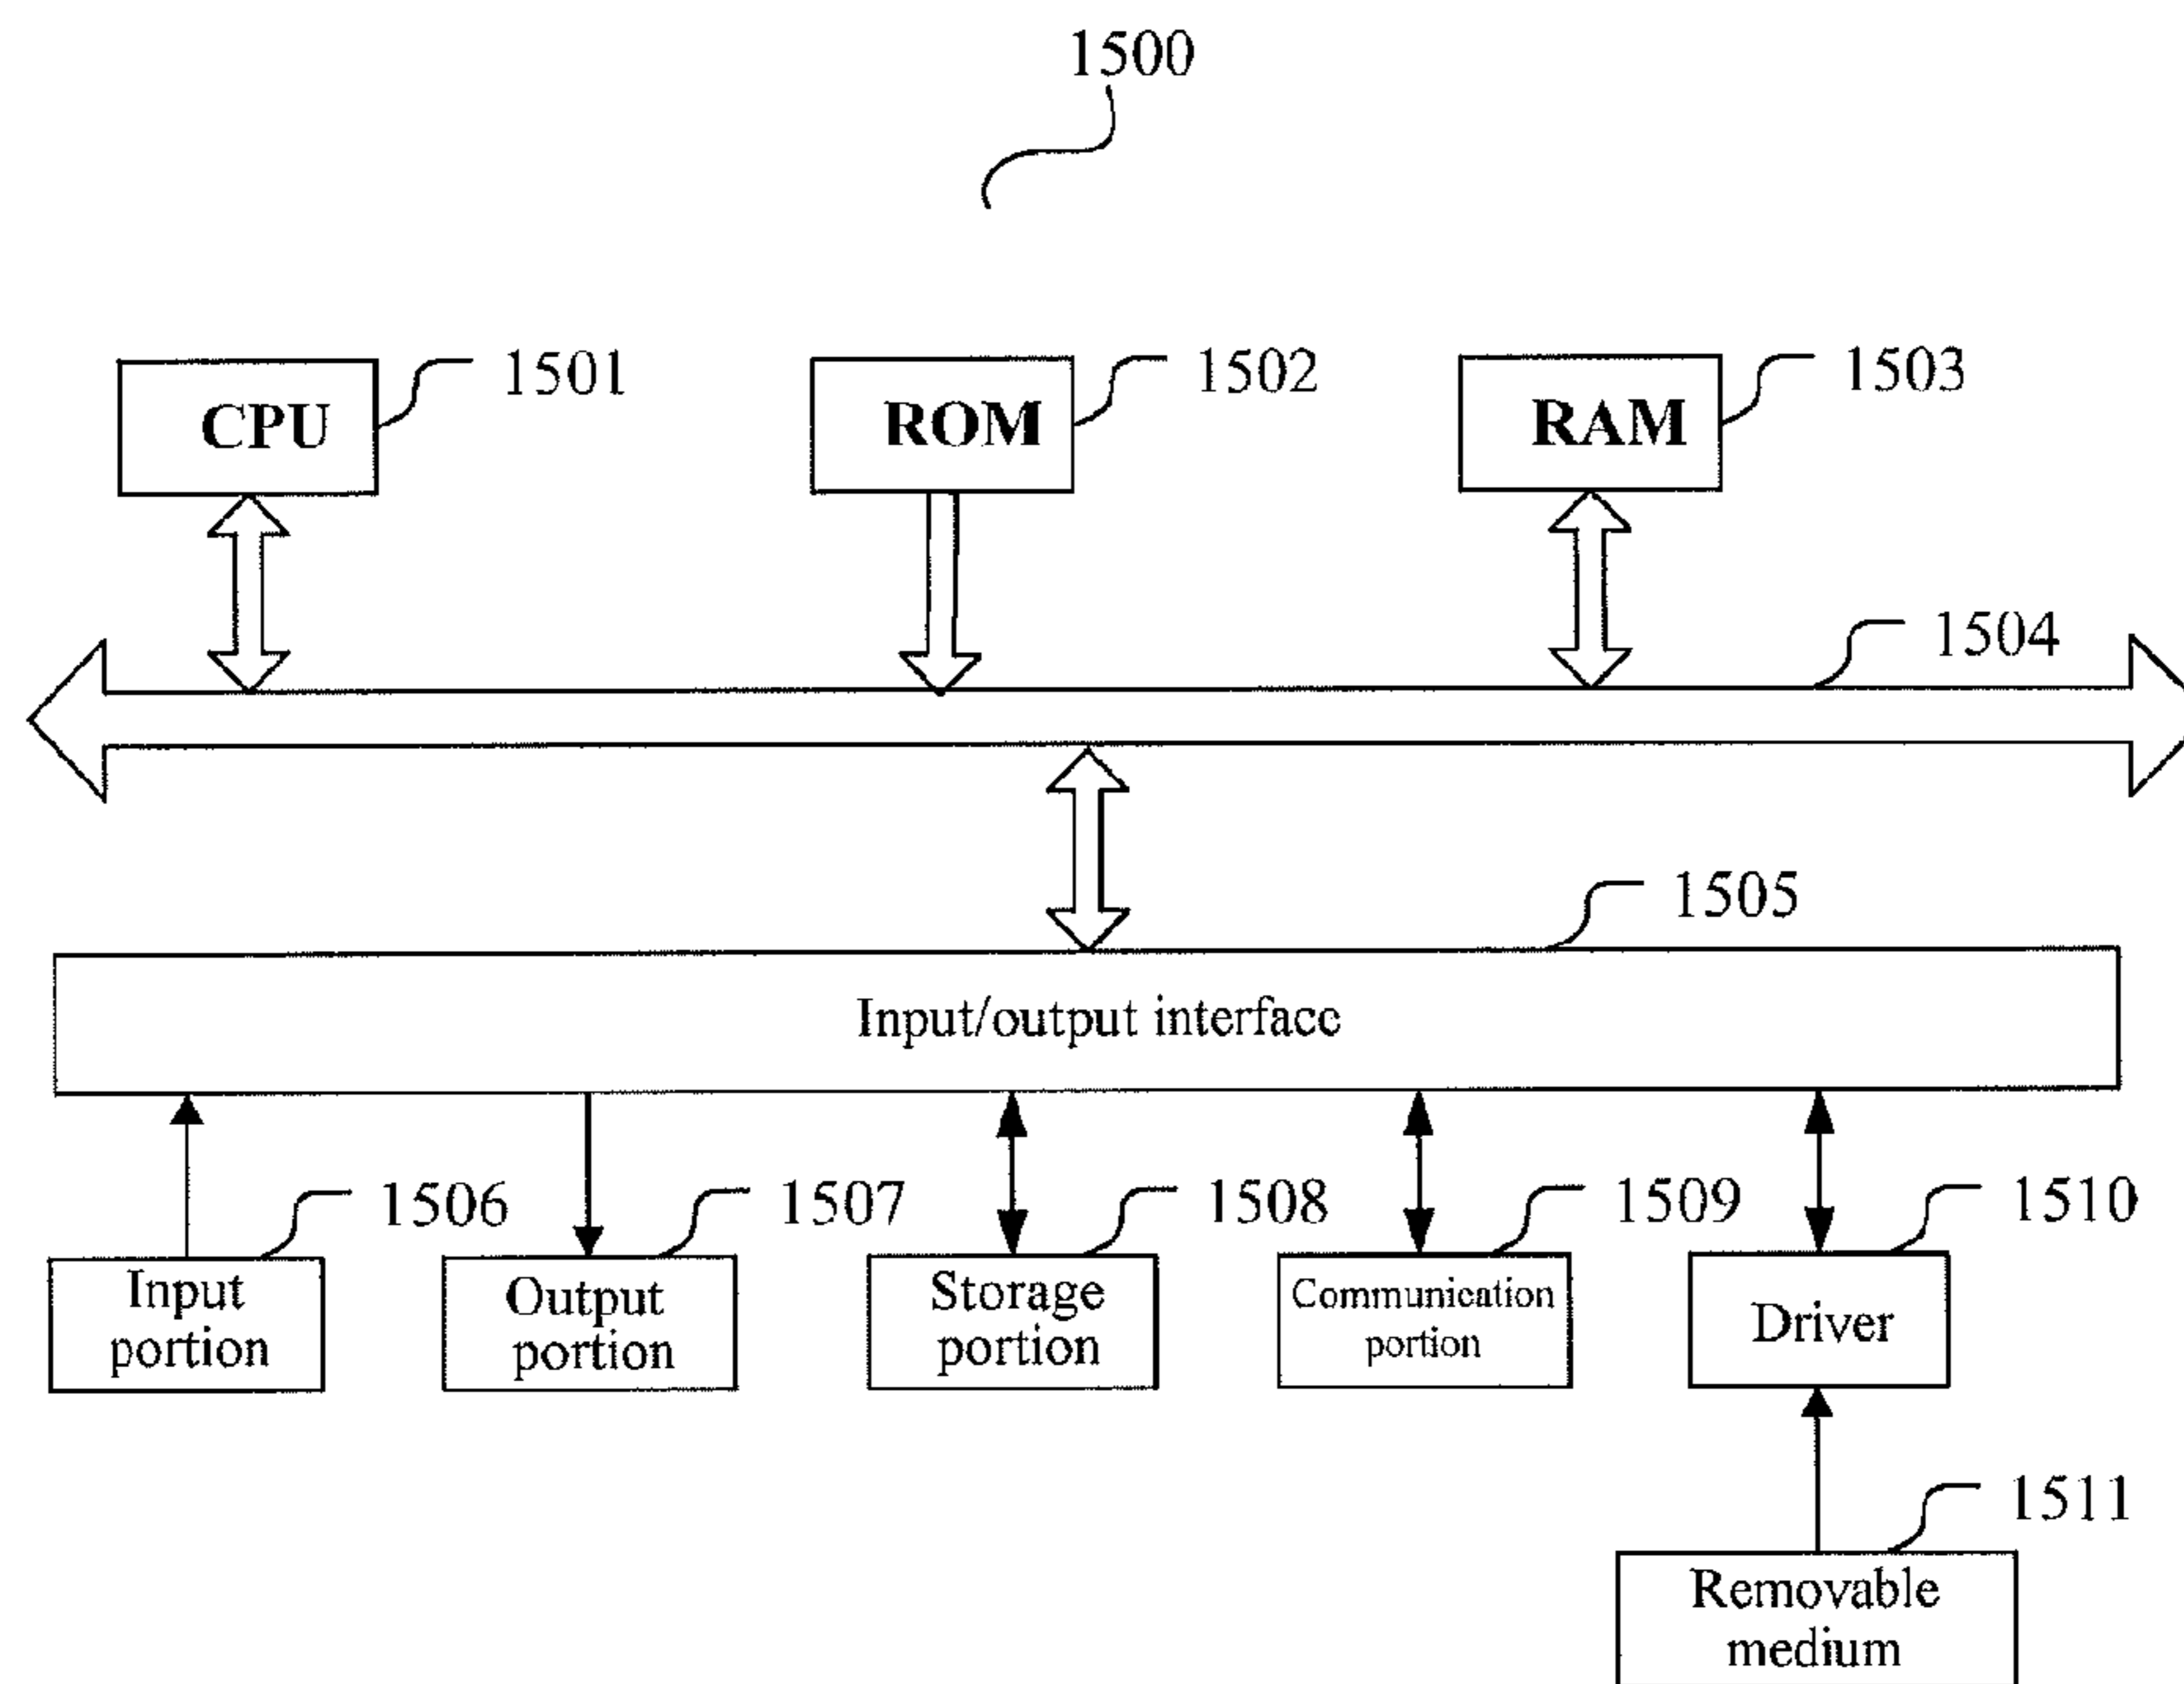 1500
CPU
1501
ROM
1502
RAM
1503
1504
1505
Input/output interface
1506
1507
1508
1509
1510
Input
portion
Output
portion
Storage
portion
Communication
portion
Driver
1511
Removable
medium